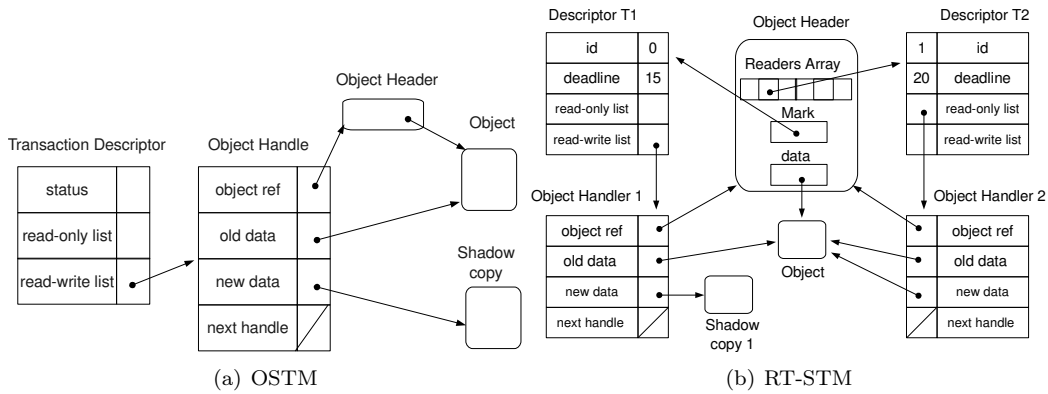 Object Header
Object
Transaction Descriptor
Object Handle
status
read-only list
read-write list
object ref
old data
new data
next handle
Shadow
copy
(a) OSTM
Descriptor T1
id 0
deadline 15
read-only list
read-write list
Object Header
Readers Array
Mark
data
Descriptor T2
1 id
20 deadline
read-only list
read-write list
Object Handler 1
object ref
old data
new data
next handle
Object
Shadow
copy 1
Object Handler 2
object ref
old data
new data
next handle
(b) RT-STM